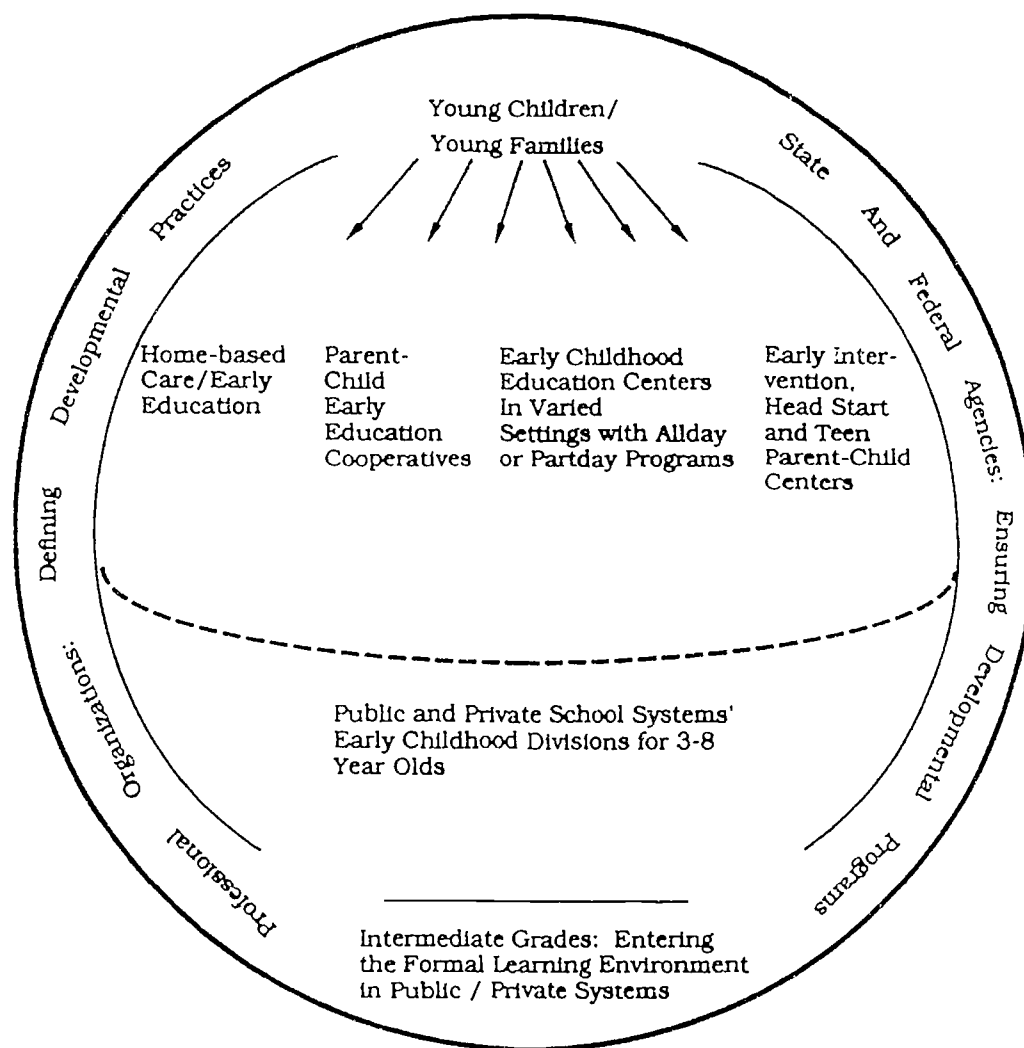 Young Children/
Young Families
Professional Organizations: Defining Developmental Practices
State And Federal Agencies: Ensuring Developmental Programs
Home-based
Care/Early
Education
Parent-
Child
Early
Education
Cooperatives
Early Childhood
Education Centers
In Varied
Settings with Allday
or Partday Programs
Early Inter-
vention,
Head Start
and Teen
Parent-Child
Centers
Public and Private School Systems'
Early Childhood Divisions for 3-8
Year Olds
Intermediate Grades: Entering
the Formal Learning Environment
in Public / Private Systems